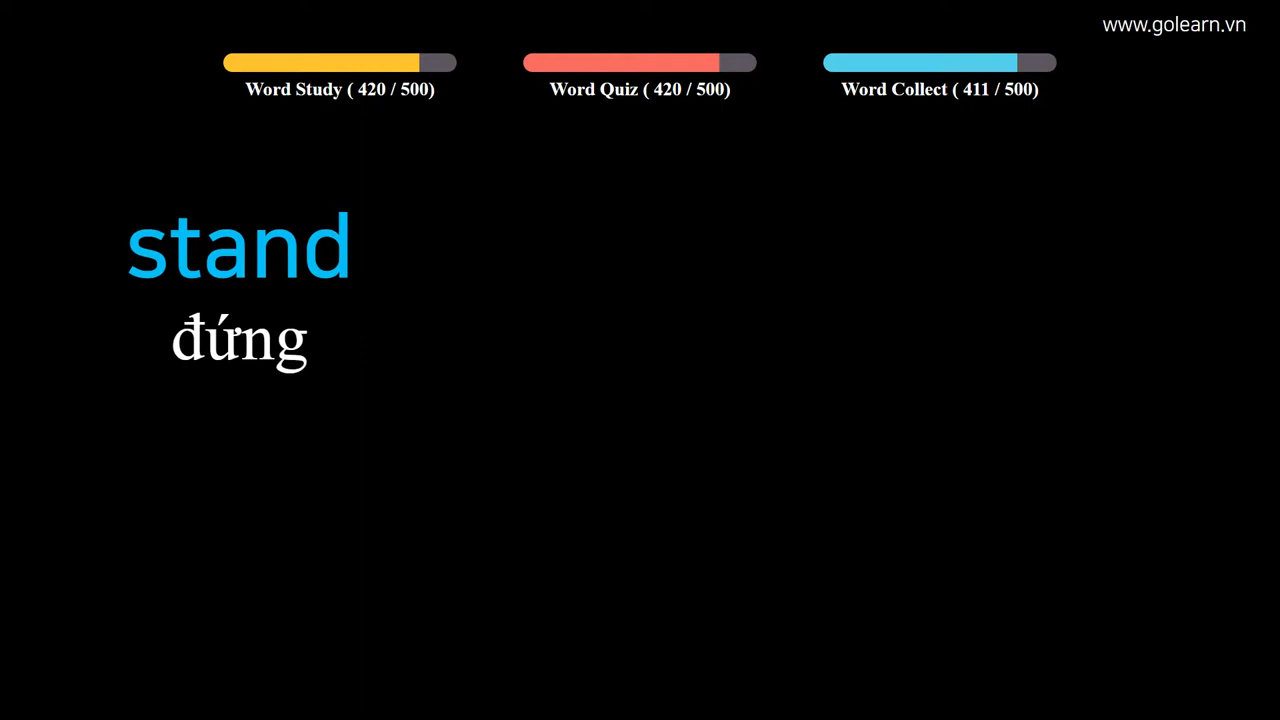 www.golearn.vn
Word Study ( 420 / 500)
Word Quiz ( 420 / 500)
Word Collect ( 411 / 500)
stand
đứng